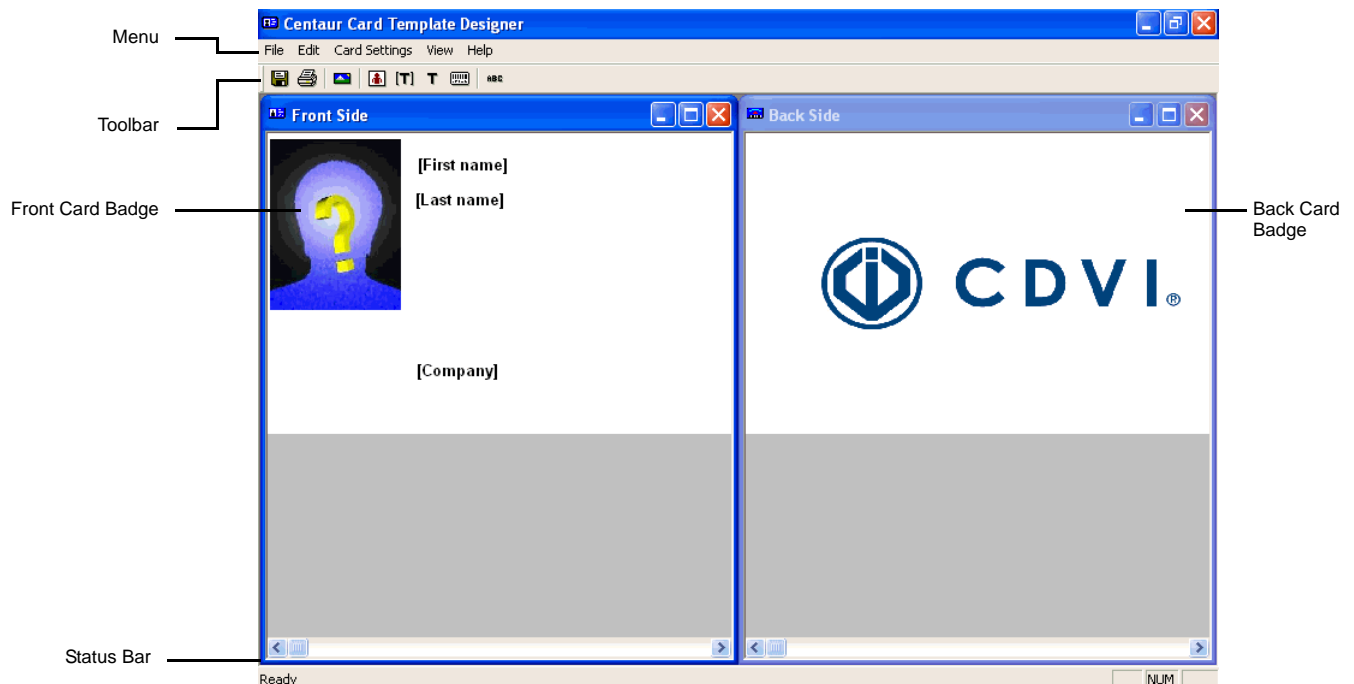 Centaur Card Template Designer
Menu
File Edit Card Settings View Help
[T] T ABC
Toolbar
Front Side
Back Side
[First name]
[Last name]
Front Card Badge
Back Card
Badge
CDVI®
[Company]
Status Bar
Ready
NUM